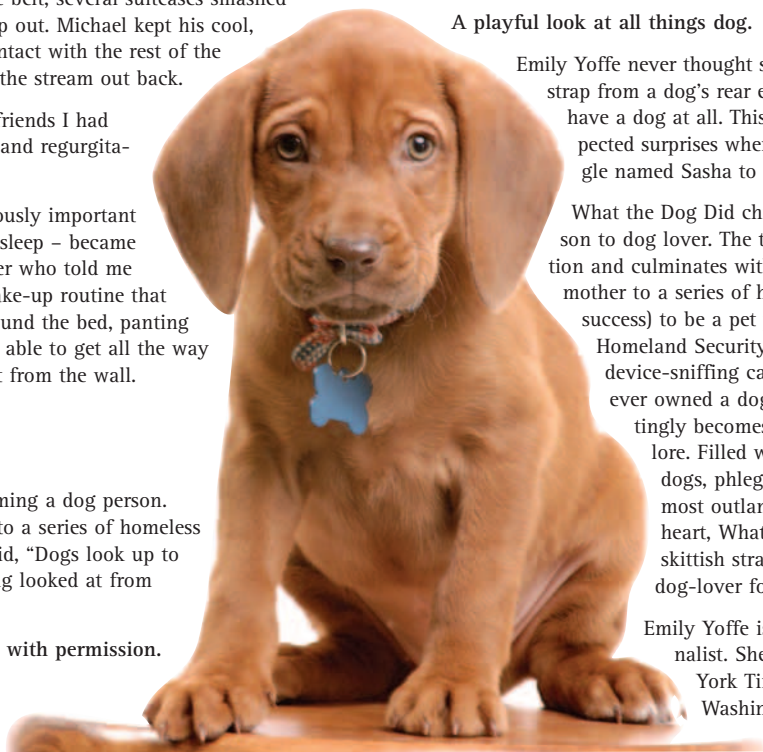 e belt, several suitcases smashed
p out. Michael kept his cool,
ntact with the rest of the
the stream out back.
friends I had
and regurgita-
ously important
sleep – became
er who told me
ke-up routine that
und the bed, panting
able to get all the way
t from the wall.
ming a dog person.
to a series of homeless
id, “Dogs look up to
g looked at from
with permission.
A playful look at all things dog.
Emily Yoffe never thought s
strap from a dog’s rear e
have a dog at all. This
pected surprises whe
gle named Sasha to
What the Dog Did ch
son to dog lover. The t
tion and culminates wit
mother to a series of h
success) to be a pet
Homeland Security
device-sniffing ca
ever owned a dog
tingly becomes
lore. Filled w
dogs, phleg
most outlar
heart, What
skittish stra
dog-lover fo
Emily Yoffe is
nalist. She
York Ti
Washin